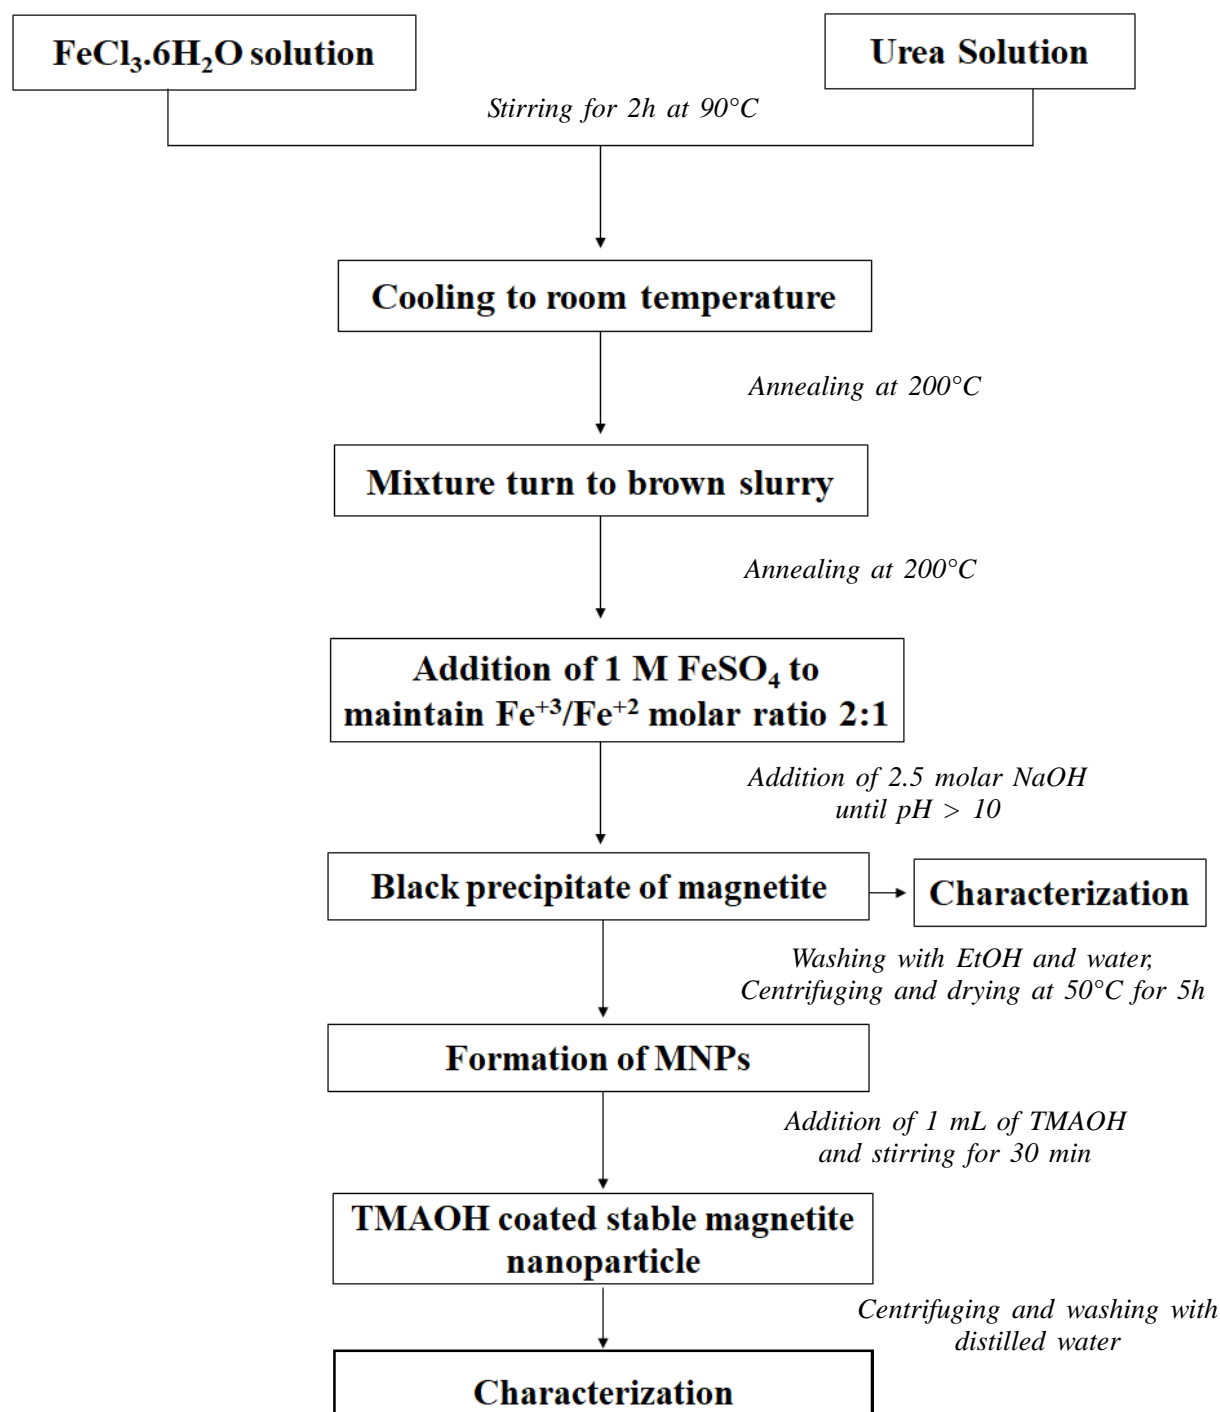 FeCl₃.6H₂O solution
Urea Solution
Stirring for 2h at 90°C
Cooling to room temperature
Annealing at 200°C
Mixture turn to brown slurry
Annealing at 200°C
Addition of 1 M FeSO₄ to
maintain Fe⁺³/Fe⁺² molar ratio 2:1
Addition of 2.5 molar NaOH
until pH > 10
Black precipitate of magnetite
Characterization
Washing with EtOH and water,
Centrifuging and drying at 50°C for 5h
Formation of MNPs
Addition of 1 mL of TMAOH
and stirring for 30 min
TMAOH coated stable magnetite
nanoparticle
Centrifuging and washing with
distilled water
Characterization